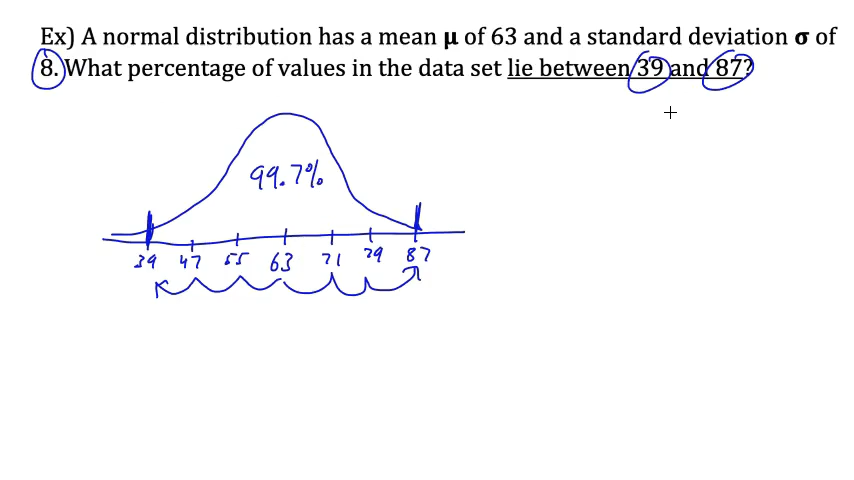 Ex) A normal distribution has a mean μ of 63 and a standard deviation σ of
8. What percentage of values in the data set lie between 39 and 87?
99.7%
39 47 55 63 71 79 87